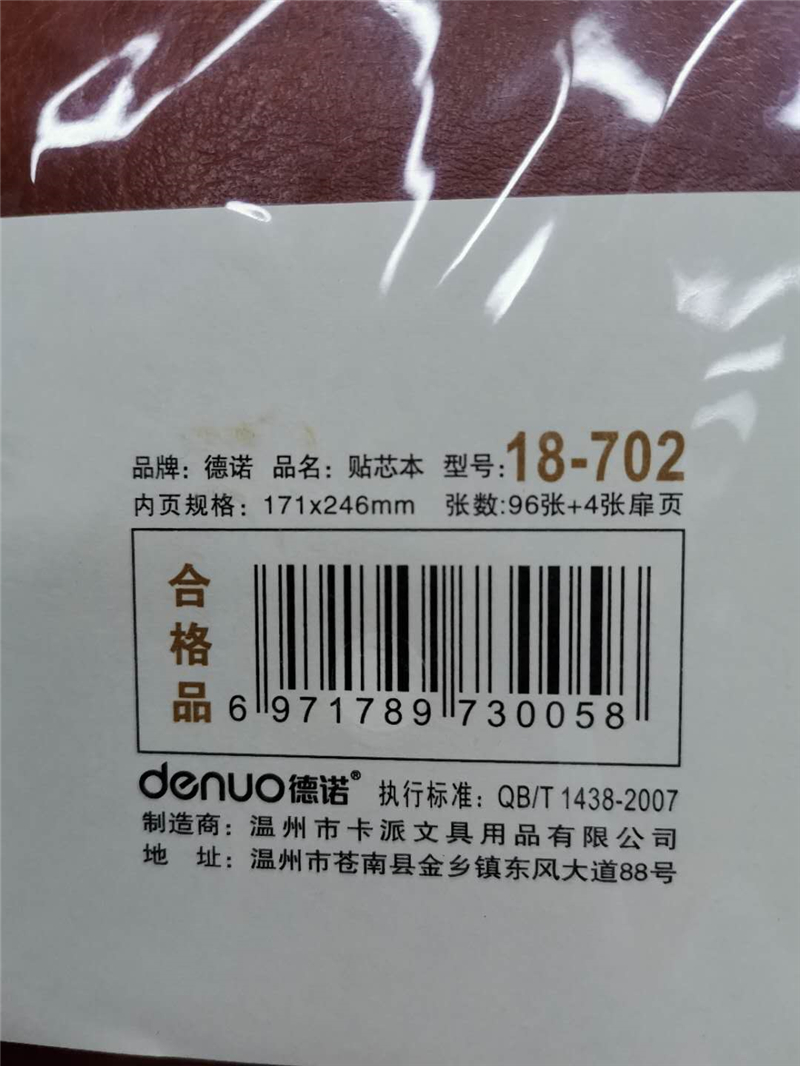 品牌：德诺 品名：贴芯本 型号:18-702
内页规格：171x246mm 张数:96张+4张扉页
合格品
6 971789 730058
denuo德诺® 执行标准：QB/T 1438-2007
制造商：温州市卡派文具用品有限公司
地 址：温州市苍南县金乡镇东风大道88号